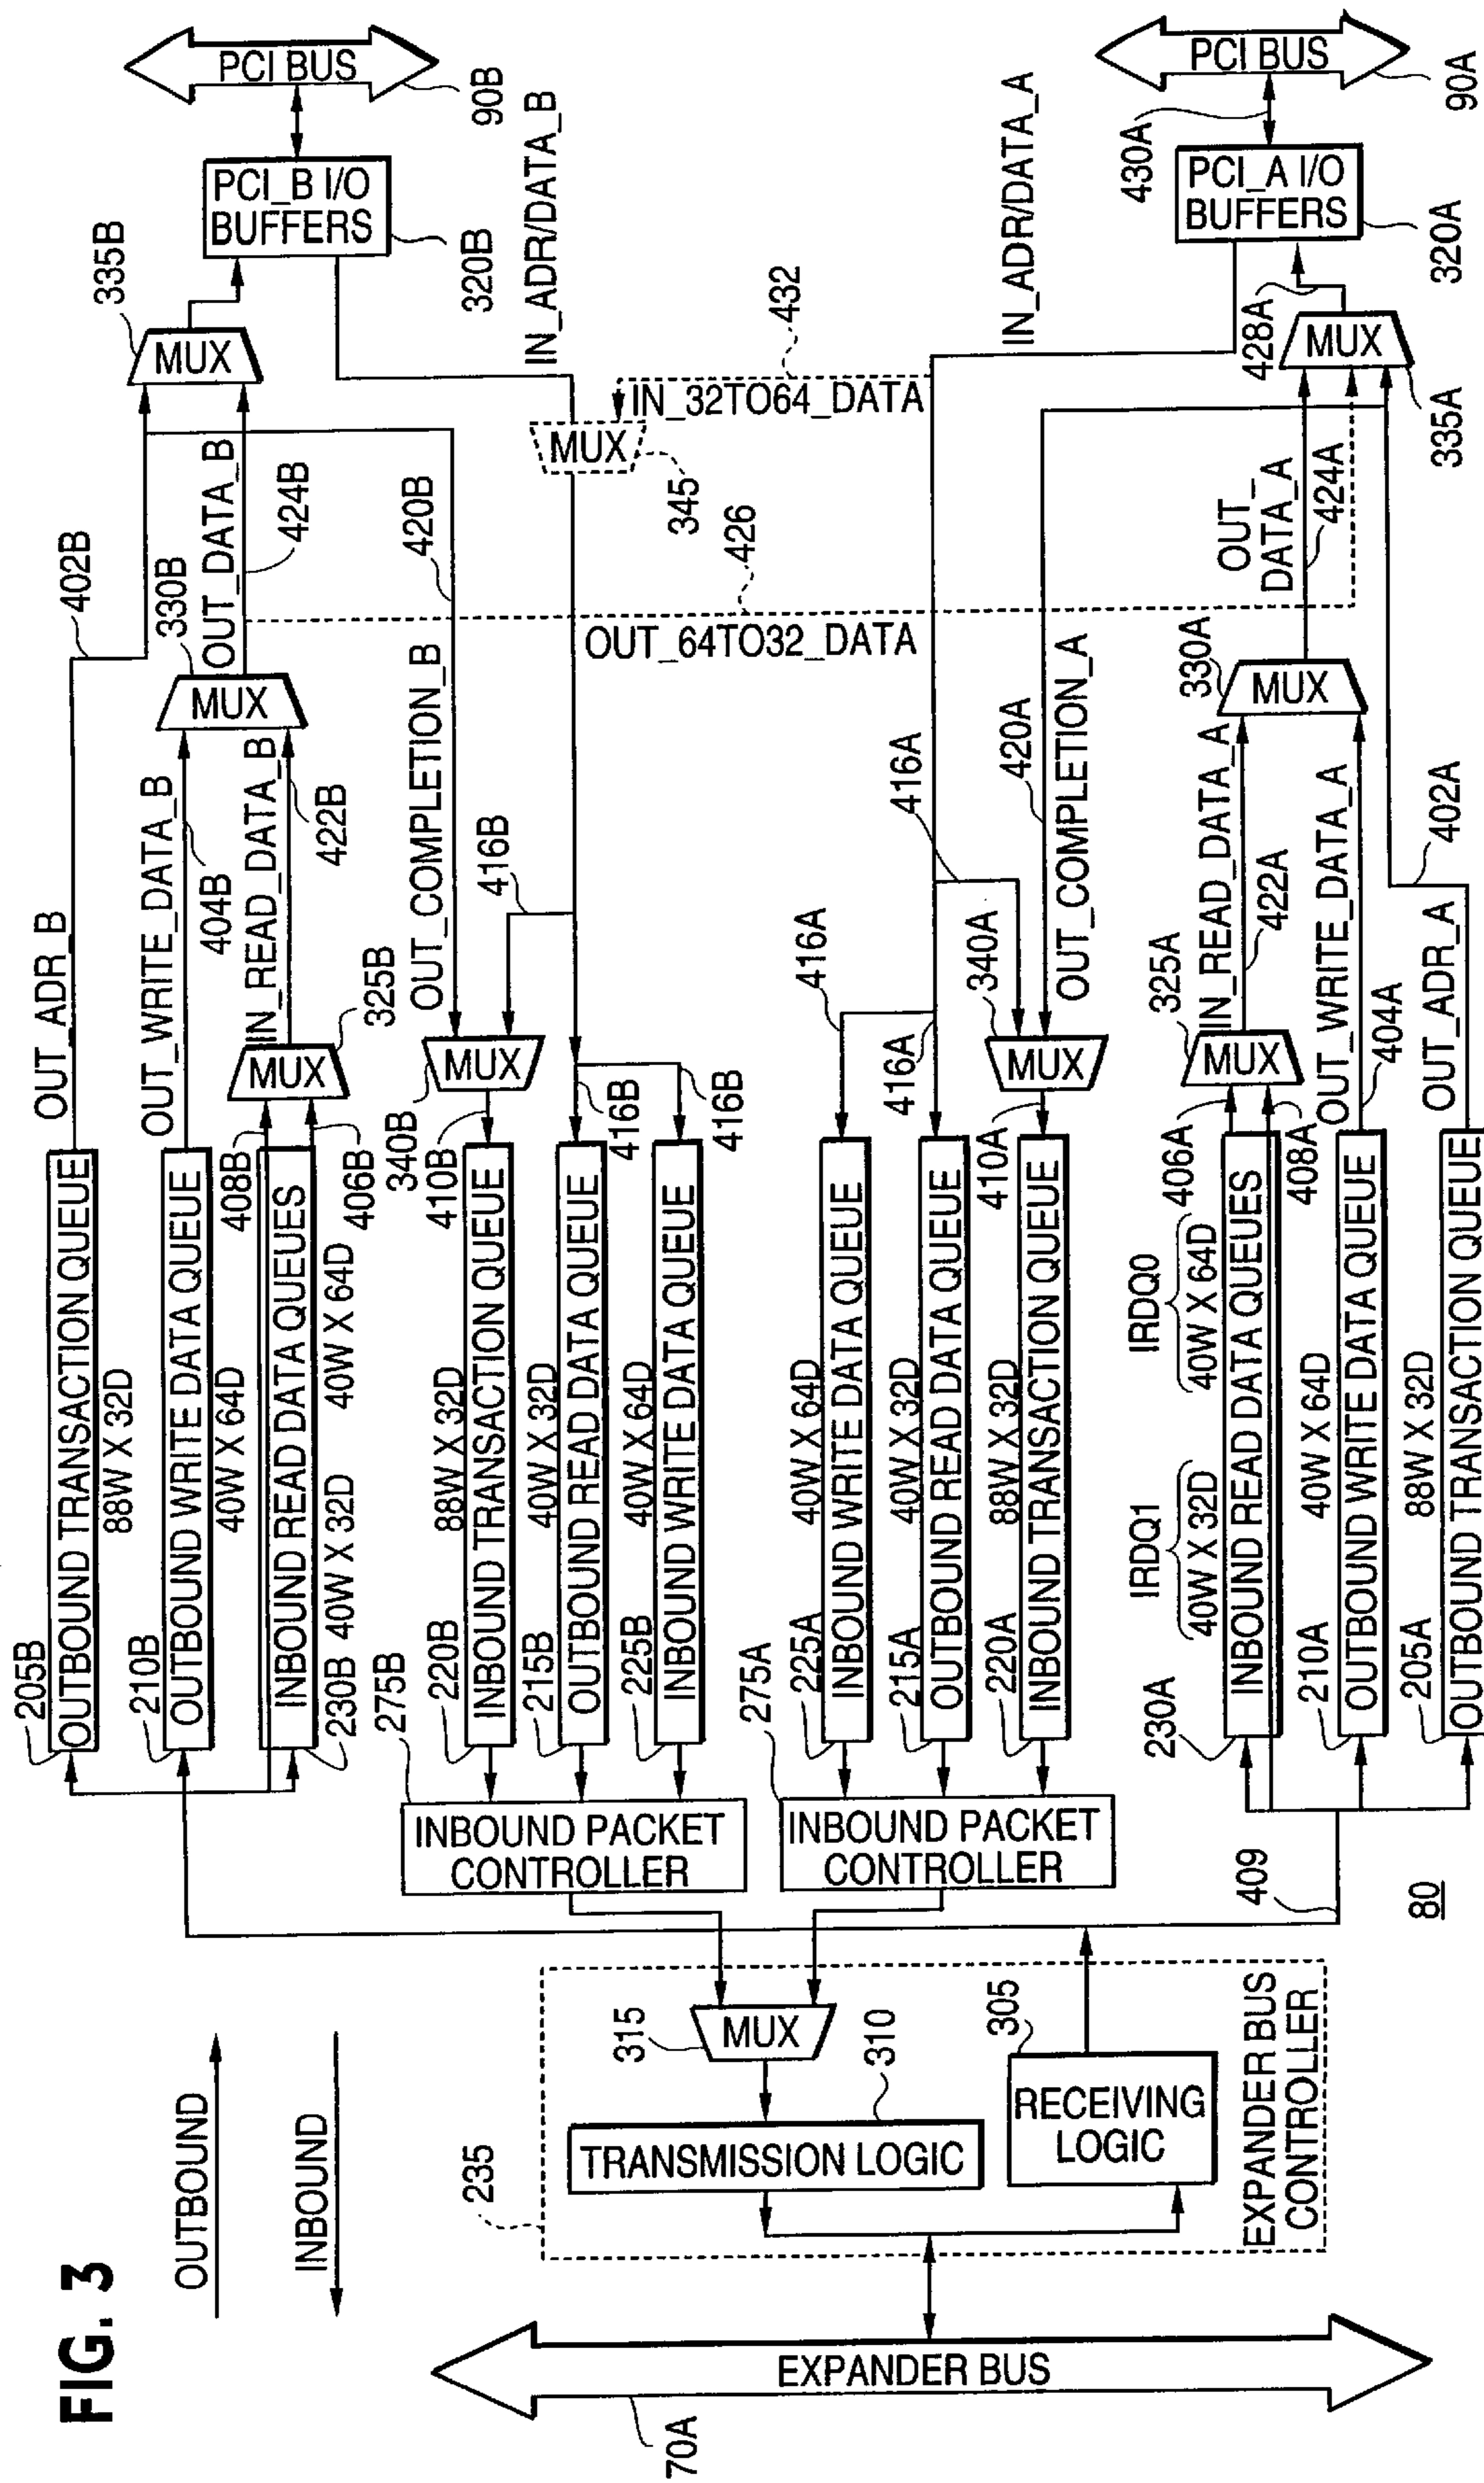 FIG. 3
OUTBOUND
INBOUND
205B
OUTBOUND TRANSACTION QUEUE
88W X 32D
OUT_ADR_B
402B
335B
MUX
PCI_B I/O
BUFFERS
320B
PCI BUS
90B
210B
OUTBOUND WRITE DATA QUEUE
40W X 64D
OUT_WRITE_DATA_B
404B
330B
MUX
OUT_DATA_B
424B
230B
INBOUND READ DATA QUEUES
40W X 32D
40W X 64D
408B
406B
MUX
325B
IN_READ_DATA_B
422B
OUT_COMPLETION_B
420B
275B
INBOUND PACKET
CONTROLLER
220B
INBOUND TRANSACTION QUEUE
88W X 32D
410B
340B
MUX
416B
215B
OUTBOUND READ DATA QUEUE
40W X 32D
416B
225B
INBOUND WRITE DATA QUEUE
40W X 64D
416B
MUX
345
IN_ADR/DATA_B
IN_32TO64_DATA
432
OUT_64TO32_DATA
426
275A
INBOUND PACKET
CONTROLLER
225A
INBOUND WRITE DATA QUEUE
40W X 64D
416A
215A
OUTBOUND READ DATA QUEUE
40W X 32D
416A
416A
220A
INBOUND TRANSACTION QUEUE
88W X 32D
410A
340A
MUX
OUT_COMPLETION_A
420A
IN_ADR/DATA_A
IRDQ1
IRDQ0
40W X 32D
40W X 64D
230A
INBOUND READ DATA QUEUES
406A
408A
325A
MUX
IN_READ_DATA_A
422A
330A
MUX
OUT_
DATA_A
424A
428A
MUX
335A
PCI_A I/O
BUFFERS
320A
430A
PCI BUS
90A
210A
OUTBOUND WRITE DATA QUEUE
40W X 64D
OUT_WRITE_DATA_A
404A
205A
OUTBOUND TRANSACTION QUEUE
88W X 32D
OUT_ADR_A
402A
409
80
235
315
MUX
310
TRANSMISSION LOGIC
305
RECEIVING
LOGIC
EXPANDER BUS
CONTROLLER
EXPANDER BUS
70A